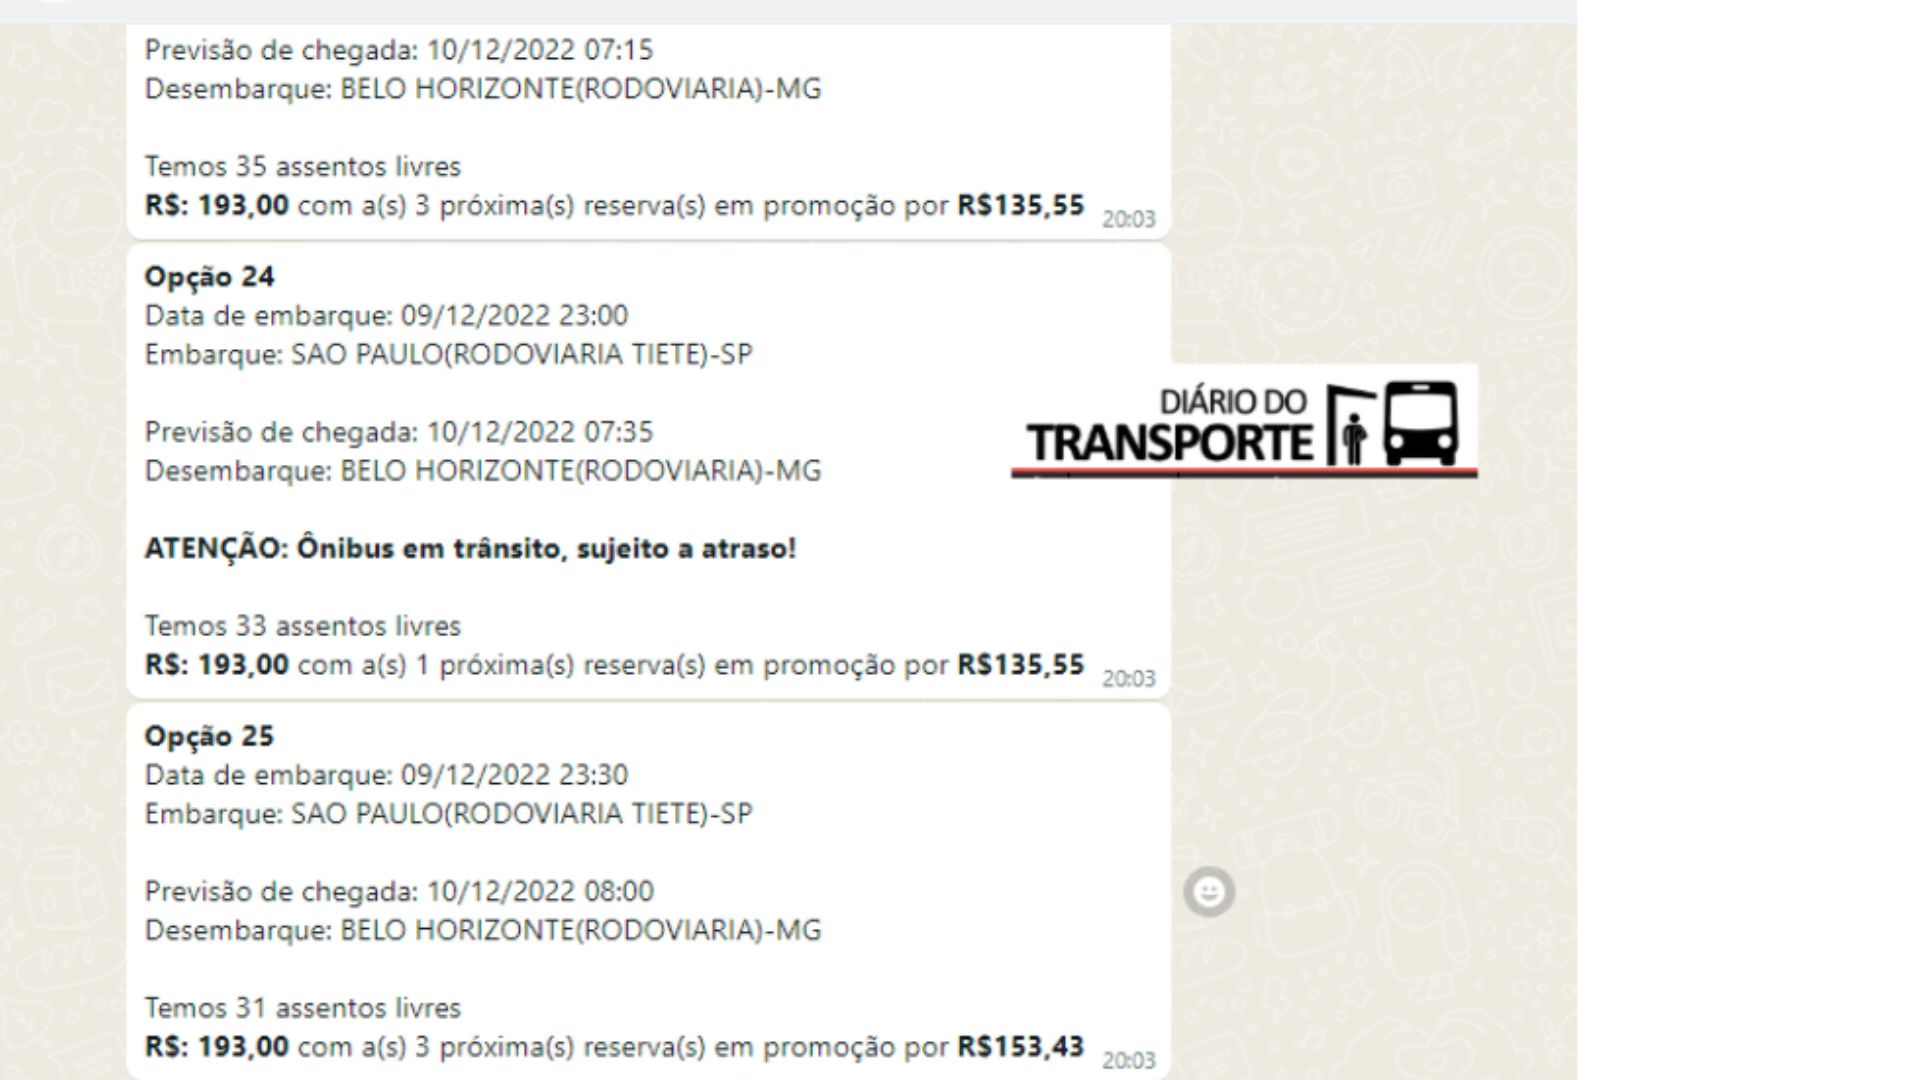 Previsão de chegada: 10/12/2022 07:15
Desembarque: BELO HORIZONTE(RODOVIARIA)-MG
Temos 35 assentos livres
R$: 193,00 com a(s) 3 próxima(s) reserva(s) em promoção por R$135,55 20:03
Opção 24
Data de embarque: 09/12/2022 23:00
Embarque: SAO PAULO(RODOVIARIA TIETE)-SP
Previsão de chegada: 10/12/2022 07:35
Desembarque: BELO HORIZONTE(RODOVIARIA)-MG
DIÁRIO DO
TRANSPORTE
ATENÇÃO: Ônibus em trânsito, sujeito a atraso!
Temos 33 assentos livres
R$: 193,00 com a(s) 1 próxima(s) reserva(s) em promoção por R$135,55 20:03
Opção 25
Data de embarque: 09/12/2022 23:30
Embarque: SAO PAULO(RODOVIARIA TIETE)-SP
Previsão de chegada: 10/12/2022 08:00
Desembarque: BELO HORIZONTE(RODOVIARIA)-MG
Temos 31 assentos livres
R$: 193,00 com a(s) 3 próxima(s) reserva(s) em promoção por R$153,43 20:03